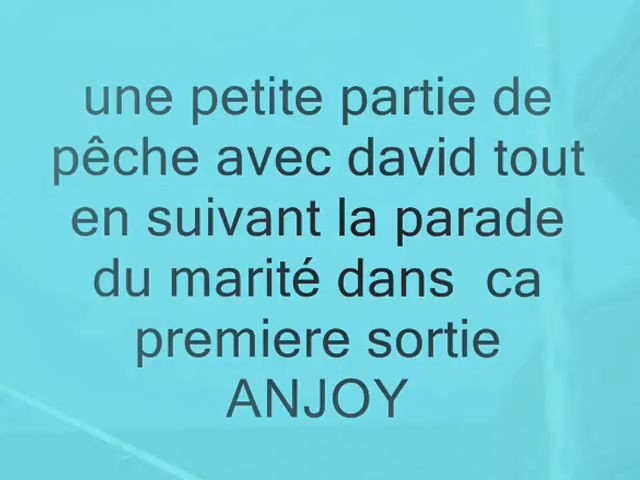 une petite partie de
pêche avec david tout
en suivant la parade
du marité dans  ca
premiere sortie
ANJOY